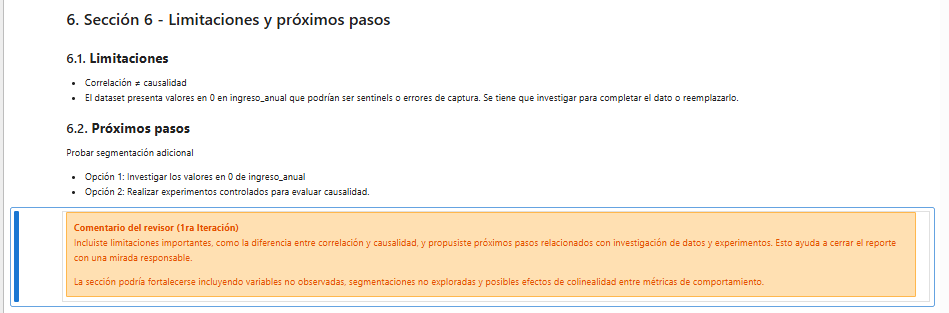 6. Sección 6 - Limitaciones y próximos pasos
6.1. Limitaciones
• Correlación ≠ causalidad
• El dataset presenta valores en 0 en ingreso_anual que podrían ser sentinels o errores de captura. Se tiene que investigar para completar el dato o reemplazarlo.
6.2. Próximos pasos
Probar segmentación adicional
• Opción 1: Investigar los valores en 0 de ingreso_anual
• Opción 2: Realizar experimentos controlados para evaluar causalidad.
Comentario del revisor (1ra Iteración)
Incluiste limitaciones importantes, como la diferencia entre correlación y causalidad, y propusiste próximos pasos relacionados con investigación de datos y experimentos. Esto ayuda a cerrar el reporte
con una mirada responsable.
La sección podría fortalecerse incluyendo variables no observadas, segmentaciones no exploradas y posibles efectos de colinealidad entre métricas de comportamiento.